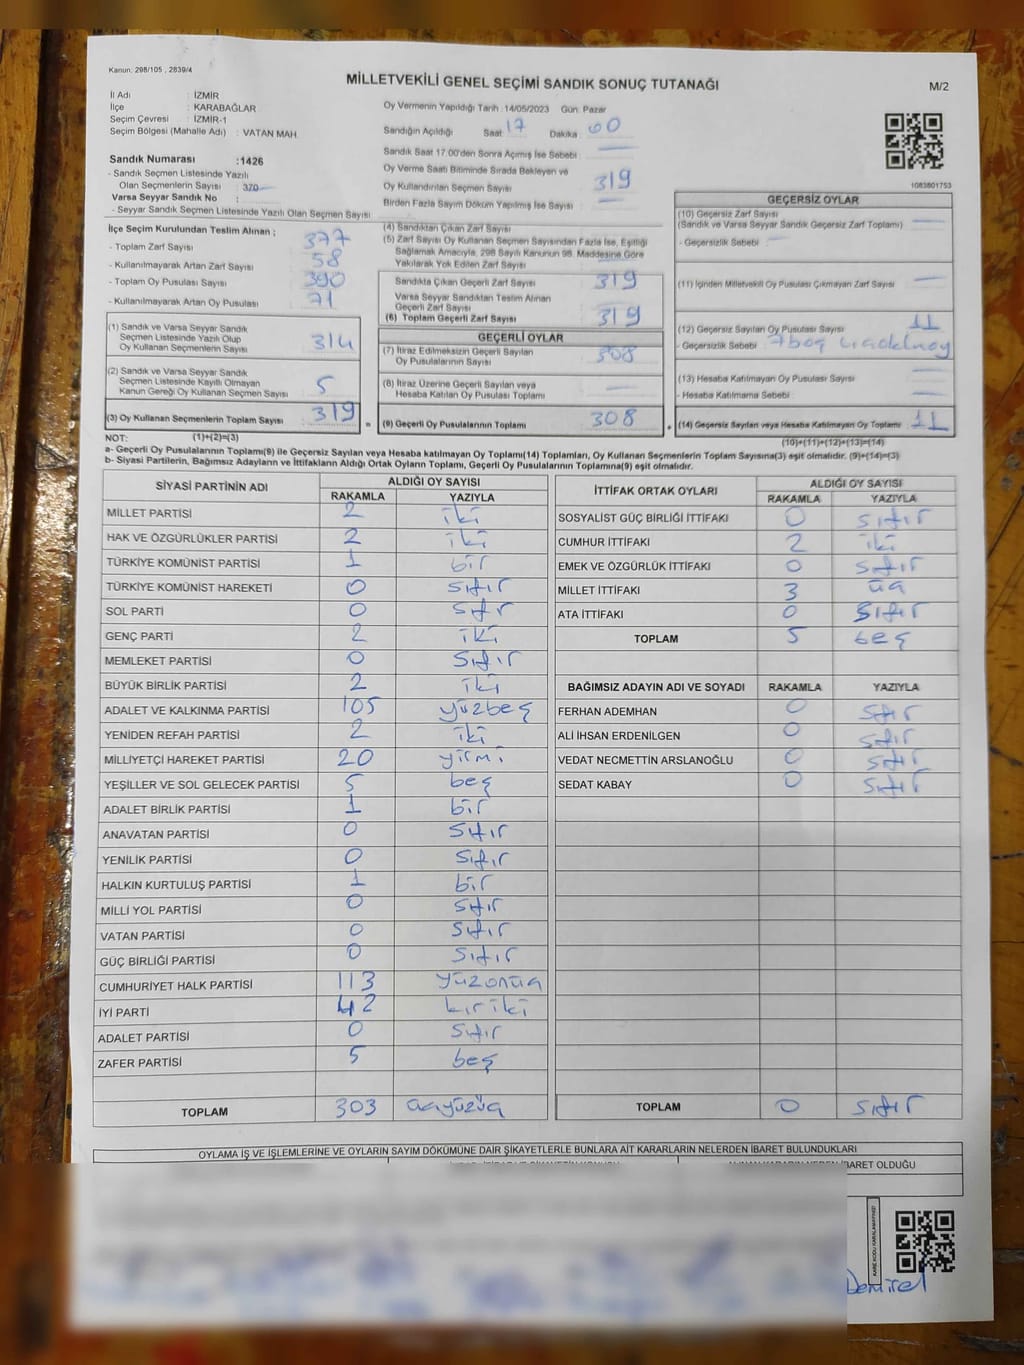 Kanun: 298/105 , 2839/4
MİLLETVEKİLİ GENEL SEÇİMİ SANDIK SONUÇ TUTANAĞI
M/2
İl Adı : İZMİR
İlçe : KARABAĞLAR
Seçim Çevresi : İZMİR-1
Seçim Bölgesi (Mahalle Adı) : VATAN MAH.
Sandık Numarası :1426
- Sandık Seçmen Listesinde Yazılı
Olan Seçmenlerin Sayısı : 370
Varsa Seyyar Sandık No :
- Seyyar Sandık Seçmen Listesinde Yazılı Olan Seçmen Sayısı
Oy Vermenin Yapıldığı Tarih : 14/05/2023 Gün: Pazar
Sandığın Açıldığı Saat 17 Dakika 00
Sandık Saat 17.00'den Sonra Açımış İse Sebebi :
Oy Verme Saati Bitiminde Sırada Bekleyen ve
Oy Kullandırılan Seçmen Sayısı 319
Birden Fazla Sayım Döküm Yapılmış İse Sayısı :
1083801753
İlçe Seçim Kurulundan Teslim Alınan ;
- Toplam Zarf Sayısı 377
- Kullanılmayarak Artan Zarf Sayısı 58
- Toplam Oy Pusulası Sayısı 390
- Kullanılmayarak Artan Oy Pusulası 71
(1) Sandık ve Varsa Seyyar Sandık
Seçmen Listesinde Yazılı Olup
Oy Kullanan Seçmenlerin Sayısı 314
(2) Sandık ve Varsa Seyyar Sandık
Seçmen Listesinde Kayıtlı Olmayan
Kanun Gereği Oy Kullanan Seçmen Sayısı 5
(3) Oy Kullanan Seçmenlerin Toplam Sayısı 319 =
(4) Sandıktan Çıkan Zarf Sayısı
(5) Zarf Sayısı Oy Kullanan Seçmen Sayısından Fazla İse, Eşitliği
Sağlamak Amacıyla, 298 Sayılı Kanunun 98. Maddesine Göre
Yakılarak Yok Edilen Zarf Sayısı
Sandıkta Çıkan Geçerli Zarf Sayısı 319
Varsa Seyyar Sandıktan Teslim Alınan
Geçerli Zarf Sayısı
(6) Toplam Geçerli Zarf Sayısı 319
GEÇERLİ OYLAR
(7) İtiraz Edilmeksizin Geçerli Sayılan
Oy Pusulasının Sayısı 308
(8) İtiraz Üzerine Geçerli Sayılan veya
Hesaba Katılan Oy Pusulası Toplamı
(9) Geçerli Oy Pusulalarının Toplamı 308 +
GEÇERSİZ OYLAR
(10) Geçersiz Zarf Sayısı
(Sandık ve Varsa Seyyar Sandık Geçersiz Zarf Toplamı)
- Geçersizlik Sebebi
(11) İçinden Milletvekili Oy Pusulası Çıkmayan Zarf Sayısı
(12) Geçersiz Sayılan Oy Pusulası Sayısı 11
- Geçersizlik Sebebi 7 boş
(13) Hesaba Katılmayan Oy Pusulası Sayısı
- Hesaba Katılmama Sebebi :
(14) Geçersiz Sayılan veya Hesaba Katılmayan Oy Toplamı 11
NOT: (1)+(2)=(3) (10)+(11)+(12)+(13)=(14)
a- Geçerli Oy Pusulalarının Toplamı(9) ile Geçersiz Sayılan veya Hesaba katılmayan Oy Toplamı(14) Toplamları, Oy Kullanan Seçmenlerin Toplam Sayısına(3) eşit olmalıdır. (9)+(14)=(3)
b- Siyasi Partilerin, Bağımsız Adayların ve İttifakların Aldığı Ortak Oyların Toplamı, Geçerli Oy Pusulalarının Toplamına(9) eşit olmalıdır.
SİYASİ PARTİNİN ADI ALDIĞI OY SAYISI
RAKAMLA YAZIYLA
MİLLET PARTİSİ 2 iki
HAK VE ÖZGÜRLÜKLER PARTİSİ 2 iki
TÜRKİYE KOMÜNİST PARTİSİ 1 bir
TÜRKİYE KOMÜNİST HAREKETİ 0 sıfır
SOL PARTİ 0 sıfır
GENÇ PARTİ 2 iki
MEMLEKET PARTİSİ 0 sıfır
BÜYÜK BİRLİK PARTİSİ 2 iki
ADALET VE KALKINMA PARTİSİ 105 yüzbeş
YENİDEN REFAH PARTİSİ 2 iki
MİLLİYETÇİ HAREKET PARTİSİ 20 yirmi
YEŞİLLER VE SOL GELECEK PARTİSİ 5 beş
ADALET BİRLİK PARTİSİ 1 bir
ANAVATAN PARTİSİ 0 sıfır
YENİLİK PARTİSİ 0 sıfır
HALKIN KURTULUŞ PARTİSİ 1 bir
MİLLİ YOL PARTİSİ 0 sıfır
VATAN PARTİSİ 0 sıfır
GÜÇ BİRLİĞİ PARTİSİ 0 sıfır
CUMHURİYET HALK PARTİSİ 113 yüzonüç
İYİ PARTİ 42 kırkiki
ADALET PARTİSİ 0 sıfır
ZAFER PARTİSİ 5 beş
TOPLAM 303 üçyüzüç
İTTİFAK ORTAK OYLARI ALDIĞI OY SAYISI
RAKAMLA YAZIYLA
SOSYALİST GÜÇ BİRLİĞİ İTTİFAKI 0 sıfır
CUMHUR İTTİFAKI 2 iki
EMEK VE ÖZGÜRLÜK İTTİFAKI 0 sıfır
MİLLET İTTİFAKI 3 üç
ATA İTTİFAKI 0 sıfır
TOPLAM 5 beş
BAĞIMSIZ ADAYIN ADI VE SOYADI RAKAMLA YAZIYLA
FERHAN ADEMHAN 0 sıfır
ALİ İHSAN ERDENİLGEN 0 sıfır
VEDAT NECMETTİN ARSLANOĞLU 0 sıfır
SEDAT KABAY 0 sıfır
TOPLAM 0 sıfır
OYLAMA İŞ VE İŞLEMLERİNE VE OYLARIN SAYIM DÖKÜMÜNE DAİR ŞİKAYETLERLE BUNLARA AİT KARARLARIN NELERDEN İBARET BULUNDUKLARI
İBARET OLDUĞU
KARE KODU KARALAMAYINIZ!
Demirel